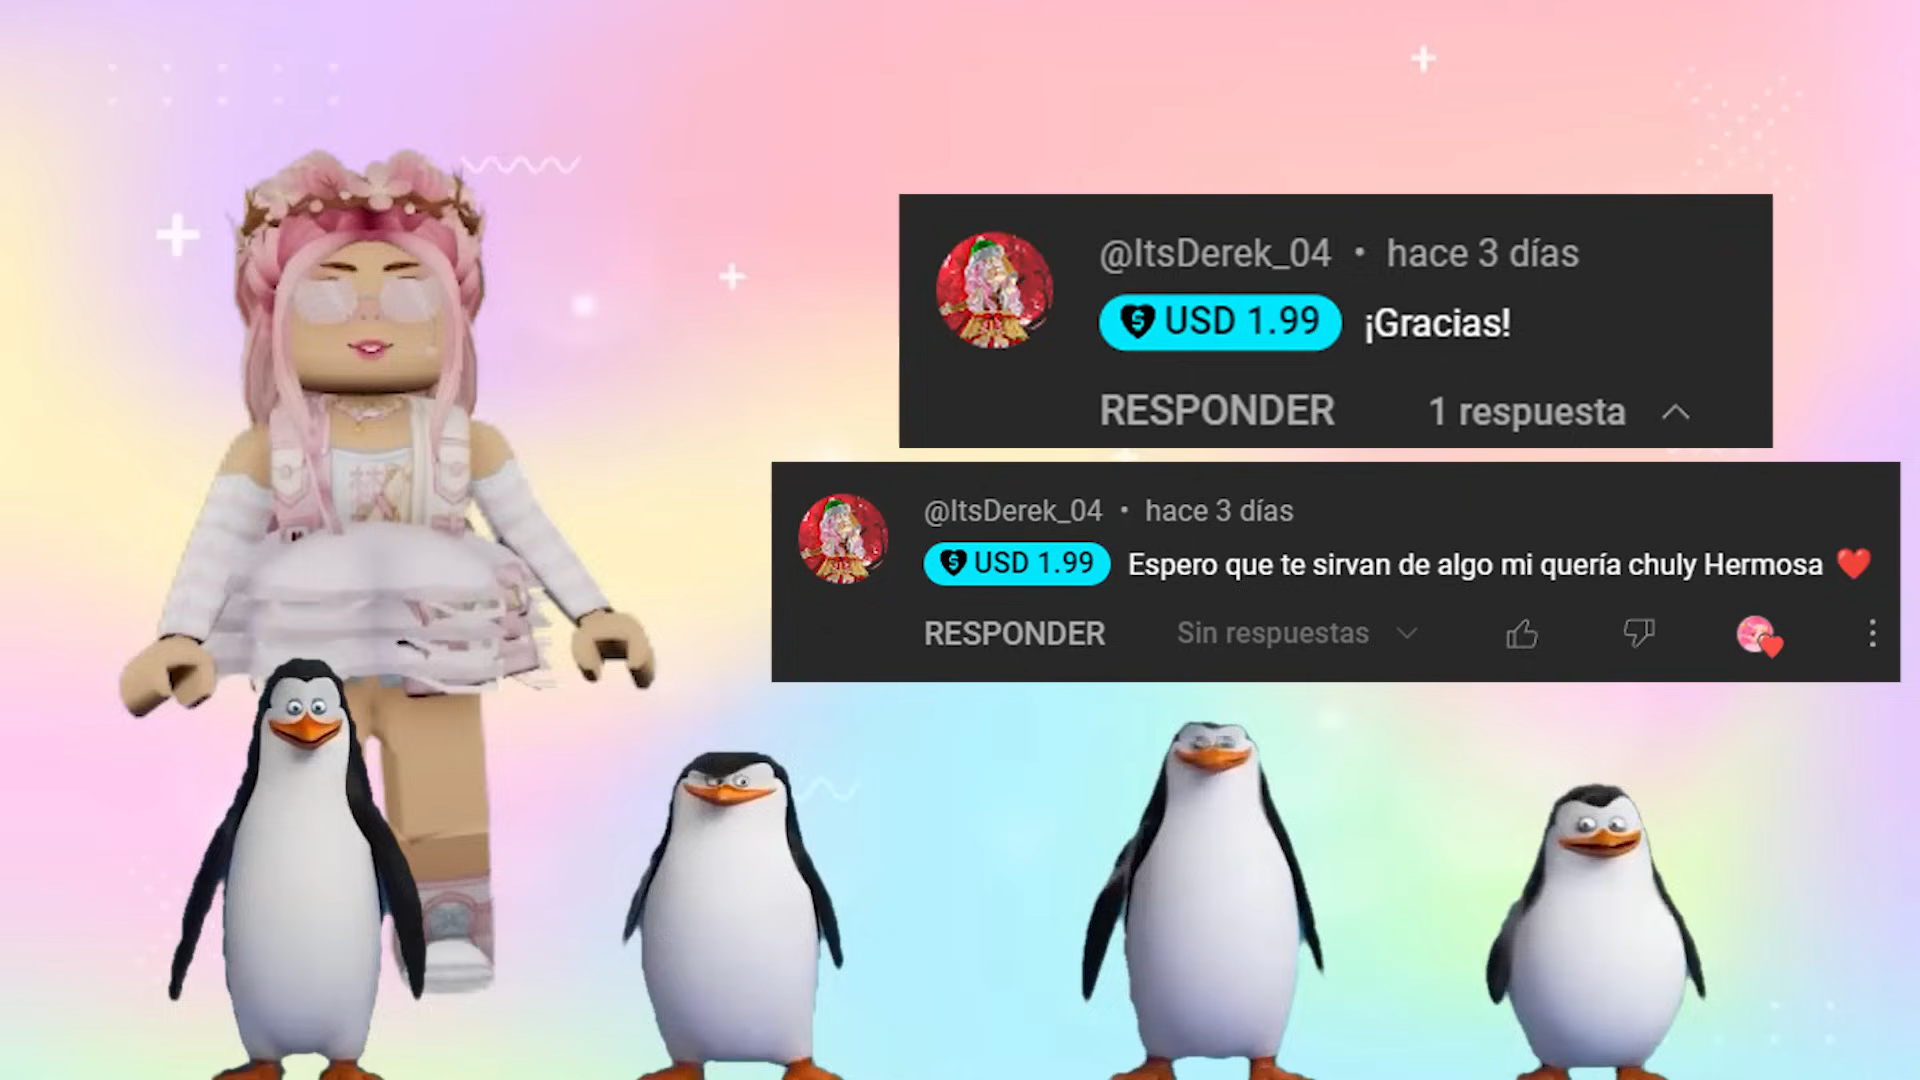 @ItsDerek_04 • hace 3 días
USD 1.99 ¡Gracias!
RESPONDER 1 respuesta
@ItsDerek_04 • hace 3 días
USD 1.99 Espero que te sirvan de algo mi quería chuly Hermosa ❤️
RESPONDER Sin respuestas